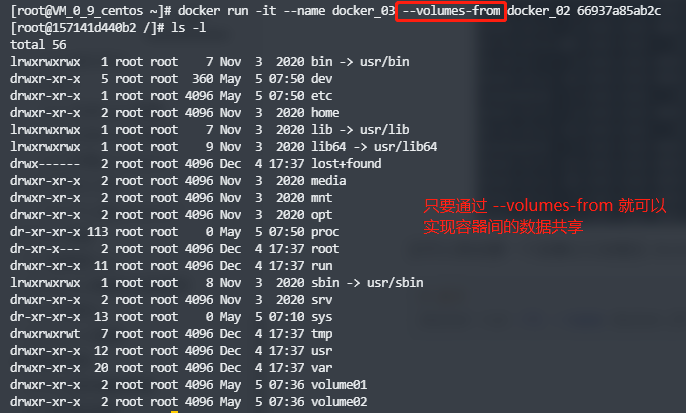 [root@VM_0_9_centos ~]# docker run -it --name docker_03 --volumes-from docker_02 66937a85ab2c
[root@157141d440b2 /]# ls -l
total 56
lrwxrwxrwx   1 root root    7 Nov  3  2020 bin -> usr/bin
drwxr-xr-x   5 root root  360 May  5 07:50 dev
drwxr-xr-x   1 root root 4096 May  5 07:50 etc
drwxr-xr-x   2 root root 4096 Nov  3  2020 home
lrwxrwxrwx   1 root root    7 Nov  3  2020 lib -> usr/lib
lrwxrwxrwx   1 root root    9 Nov  3  2020 lib64 -> usr/lib64
drwx------   2 root root 4096 Dec  4 17:37 lost+found
drwxr-xr-x   2 root root 4096 Nov  3  2020 media
drwxr-xr-x   2 root root 4096 Nov  3  2020 mnt
drwxr-xr-x   2 root root 4096 Nov  3  2020 opt
dr-xr-xr-x 113 root root    0 May  5 07:50 proc
dr-xr-x---   2 root root 4096 Dec  4 17:37 root
drwxr-xr-x  11 root root 4096 Dec  4 17:37 run
lrwxrwxrwx   1 root root    8 Nov  3  2020 sbin -> usr/sbin
drwxr-xr-x   2 root root 4096 Nov  3  2020 srv
dr-xr-xr-x  13 root root    0 May  5 07:10 sys
drwxrwxrwt   7 root root 4096 Dec  4 17:37 tmp
drwxr-xr-x  12 root root 4096 Dec  4 17:37 usr
drwxr-xr-x  20 root root 4096 Dec  4 17:37 var
drwxr-xr-x   2 root root 4096 May  5 07:36 volume01
drwxr-xr-x   2 root root 4096 May  5 07:36 volume02
只要通过 --volumes-from 就可以
实现容器间的数据共享